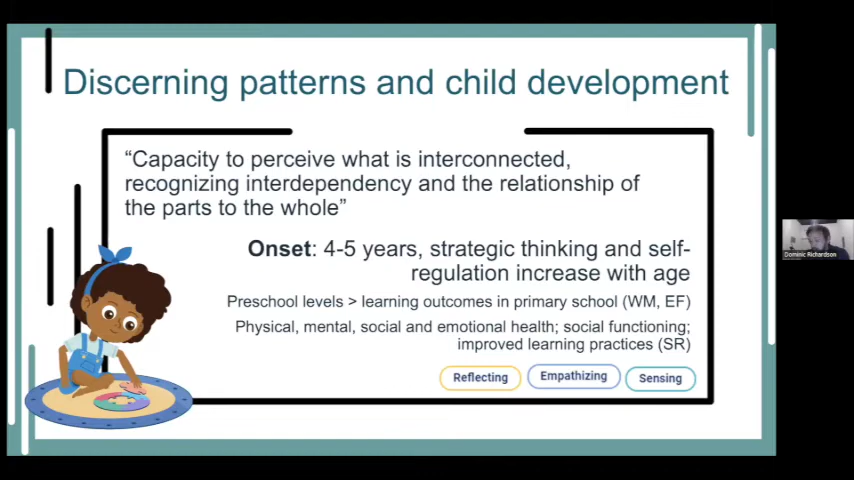 Discerning patterns and child development
“Capacity to perceive what is interconnected,
recognizing interdependency and the relationship of
the parts to the whole”
Onset: 4-5 years, strategic thinking and self-
regulation increase with age
Preschool levels > learning outcomes in primary school (WM, EF)
Physical, mental, social and emotional health; social functioning;
improved learning practices (SR)
Reflecting
Empathizing
Sensing
Dominic Richardson